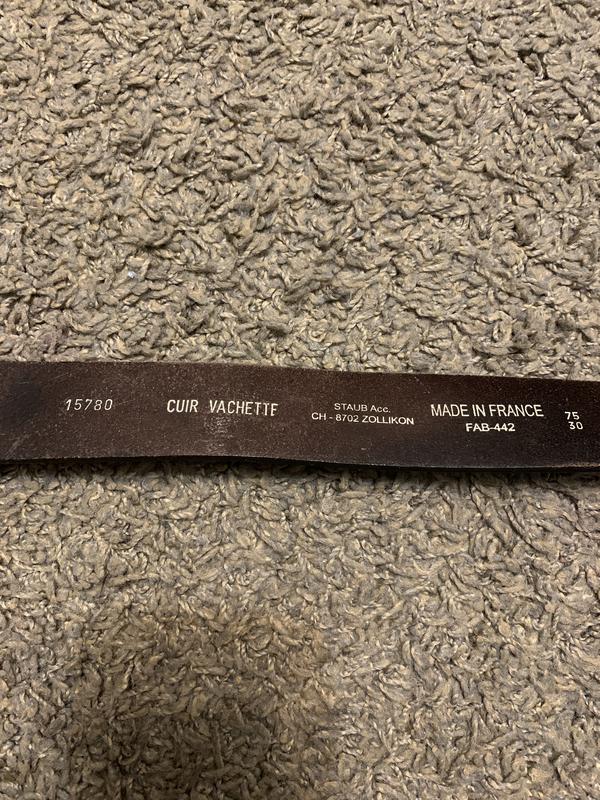 15780
CUIR VACHETTE
STAUB Acc.
CH - 8702 ZOLLIKON
MADE IN FRANCE
FAB-442
75
30